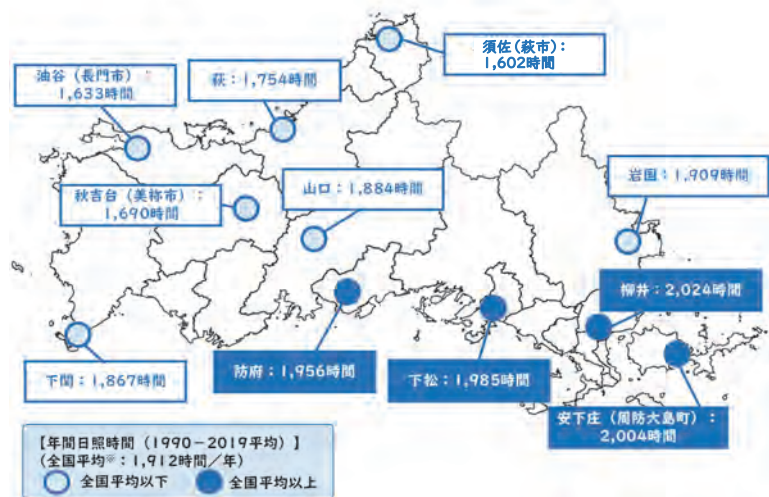 須佐（萩市）：
1,602時間
油谷（長門市）：
1,633時間
萩：1,754時間
秋吉台（美祢市）：
1,690時間
山口：1,884時間
岩国：1,909時間
柳井：2,024時間
下関：1,867時間
防府：1,956時間
下松：1,985時間
安下庄（周防大島町）：
2,004時間
【年間日照時間（1990－2019平均）】
（全国平均※：1,912時間／年）
全国平均以下
全国平均以上